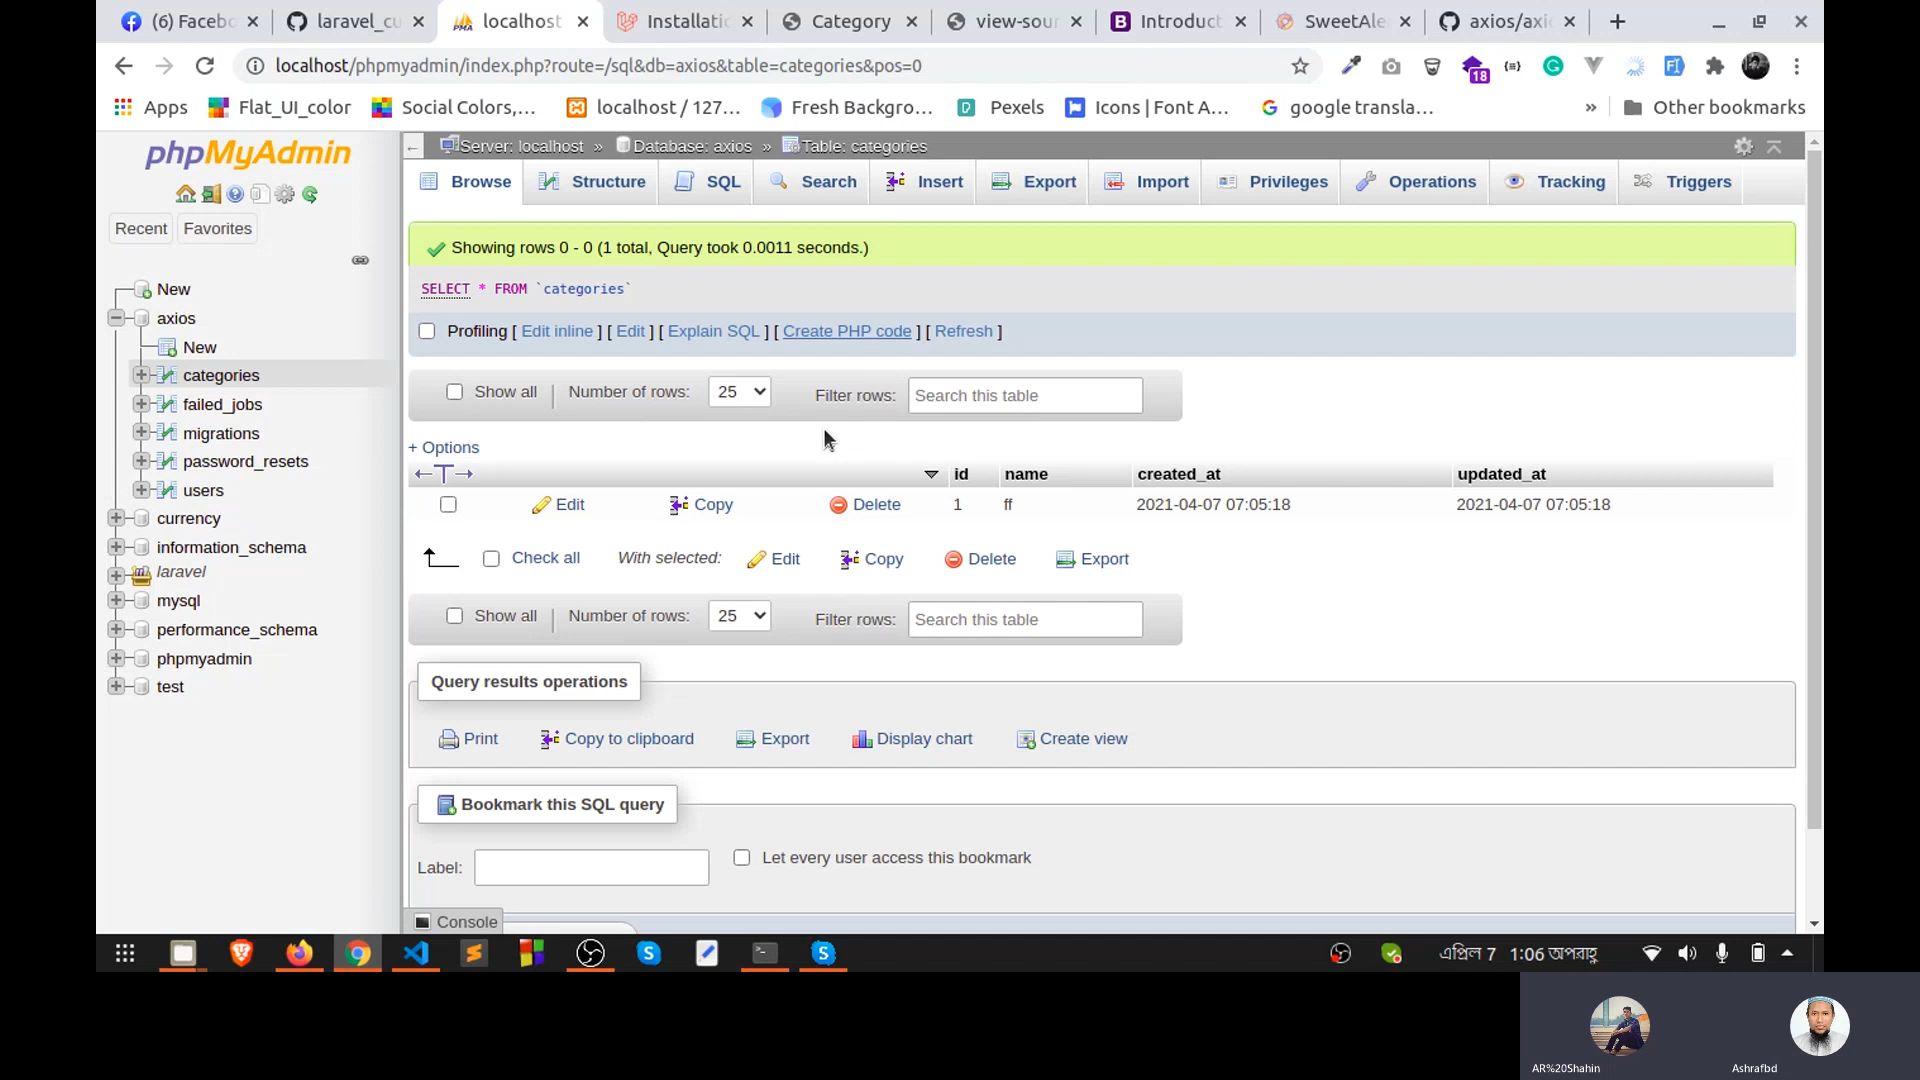 (6) Facebo
laravel_cu
localhost
Installatio
Category
view-sour
Introduct
SweetAle
axios/axi
localhost/phpmyadmin/index.php?route=/sql&db=axios&table=categories&pos=0
18
Apps
Flat_UI_color
Social Colors,...
localhost / 127...
Fresh Backgro...
Pexels
Icons | Font A...
google transla...
»
Other bookmarks
phpMyAdmin
Recent
Favorites
New
axios
New
categories
failed_jobs
migrations
password_resets
users
currency
information_schema
laravel
mysql
performance_schema
phpmyadmin
test
Server: localhost » Database: axios » Table: categories
Browse
Structure
SQL
Search
Insert
Export
Import
Privileges
Operations
Tracking
Triggers
Showing rows 0 - 0 (1 total, Query took 0.0011 seconds.)
SELECT * FROM `categories`
Profiling [ Edit inline ] [ Edit ] [ Explain SQL ] [ Create PHP code ] [ Refresh ]
Show all | Number of rows: 25 Filter rows: Search this table
+ Options
id name created_at updated_at
Edit Copy Delete 1 ff 2021-04-07 07:05:18 2021-04-07 07:05:18
Check all With selected: Edit Copy Delete Export
Show all | Number of rows: 25 Filter rows: Search this table
Query results operations
Print Copy to clipboard Export Display chart Create view
Bookmark this SQL query
Label: Let every user access this bookmark
Console
এপ্রিল 7 1:06 অপরাহ্ণ
AR%20Shahin
Ashrafbd